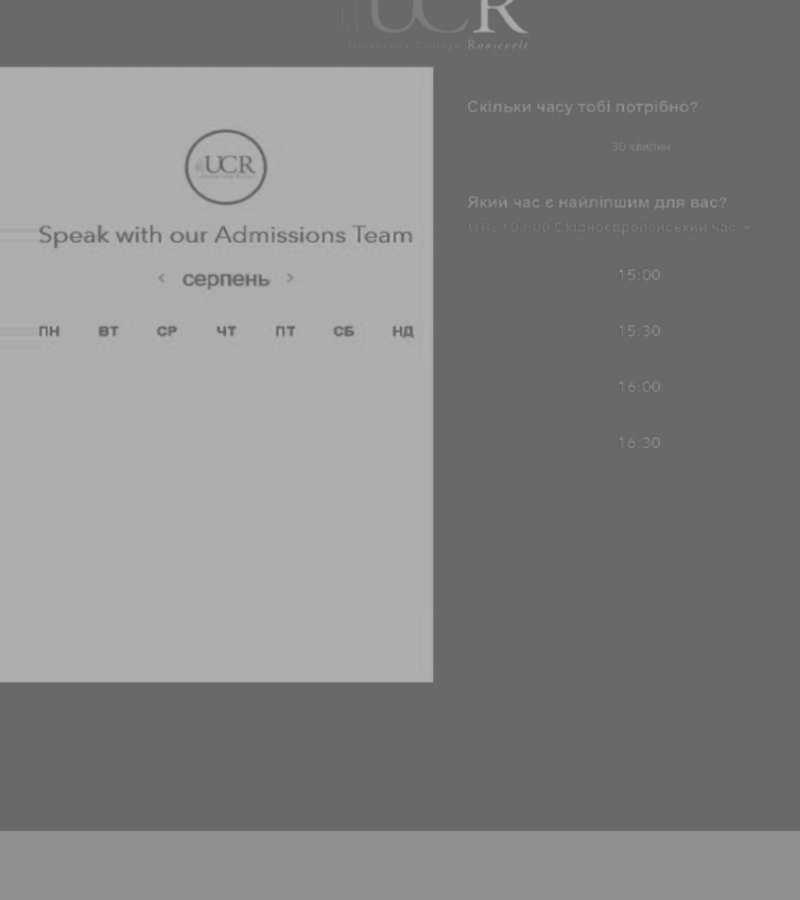 UCR
University College Roosevelt
UCR
Speak with our Admissions Team
< серпень >
ПН ВТ СР ЧТ ПТ СБ НД
Скільки часу тобі потрібно?
30 хвилин
Який час є найліпшим для вас?
UTC +03:00 Східноєвропейський час
15:00
15:30
16:00
16:30